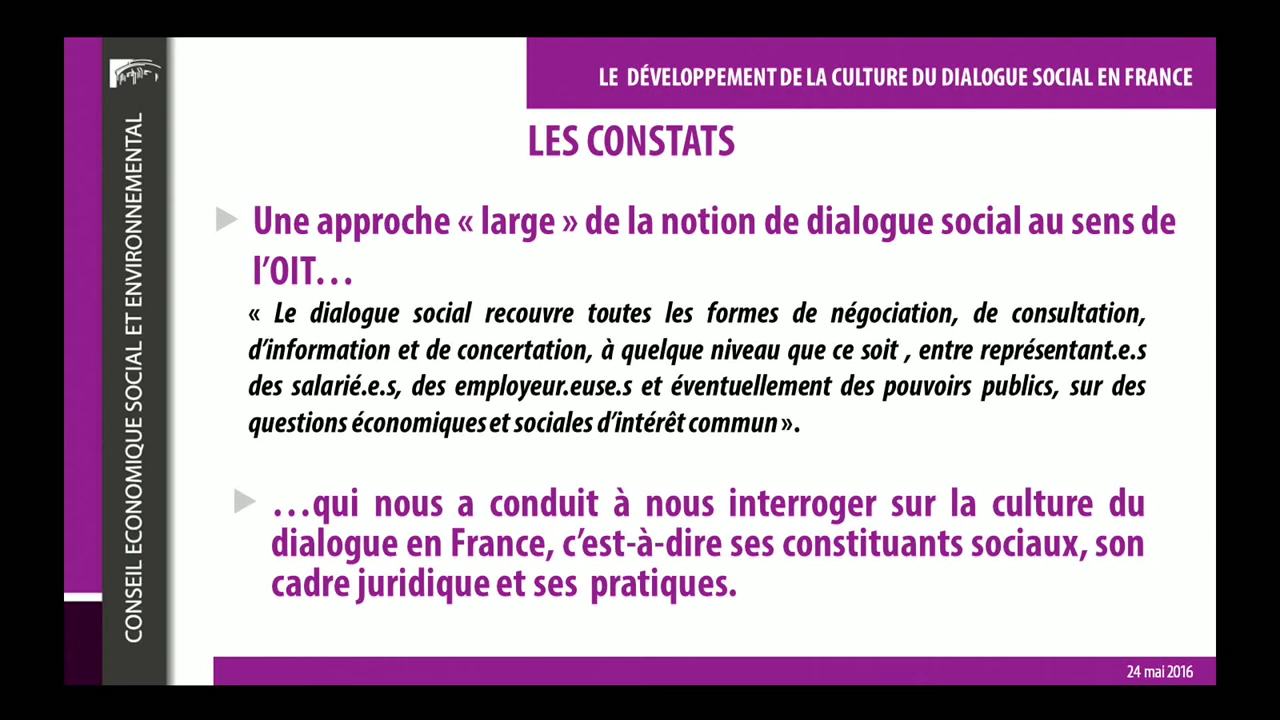 LE DÉVELOPPEMENT DE LA CULTURE DU DIALOGUE SOCIAL EN FRANCE
LES CONSTATS
Une approche « large » de la notion de dialogue social au sens de
l’OIT…
« Le dialogue social recouvre toutes les formes de négociation, de consultation,
d’information et de concertation, à quelque niveau que ce soit , entre représentant.e.s
des salarié.e.s, des employeur.euse.s et éventuellement des pouvoirs publics, sur des
questions économiques et sociales d’intérêt commun ».
…qui nous a conduit à nous interroger sur la culture du
dialogue en France, c’est-à-dire ses constituants sociaux, son
cadre juridique et ses pratiques.
CONSEIL ECONOMIQUE SOCIAL ET ENVIRONNEMENTAL
24 mai 2016